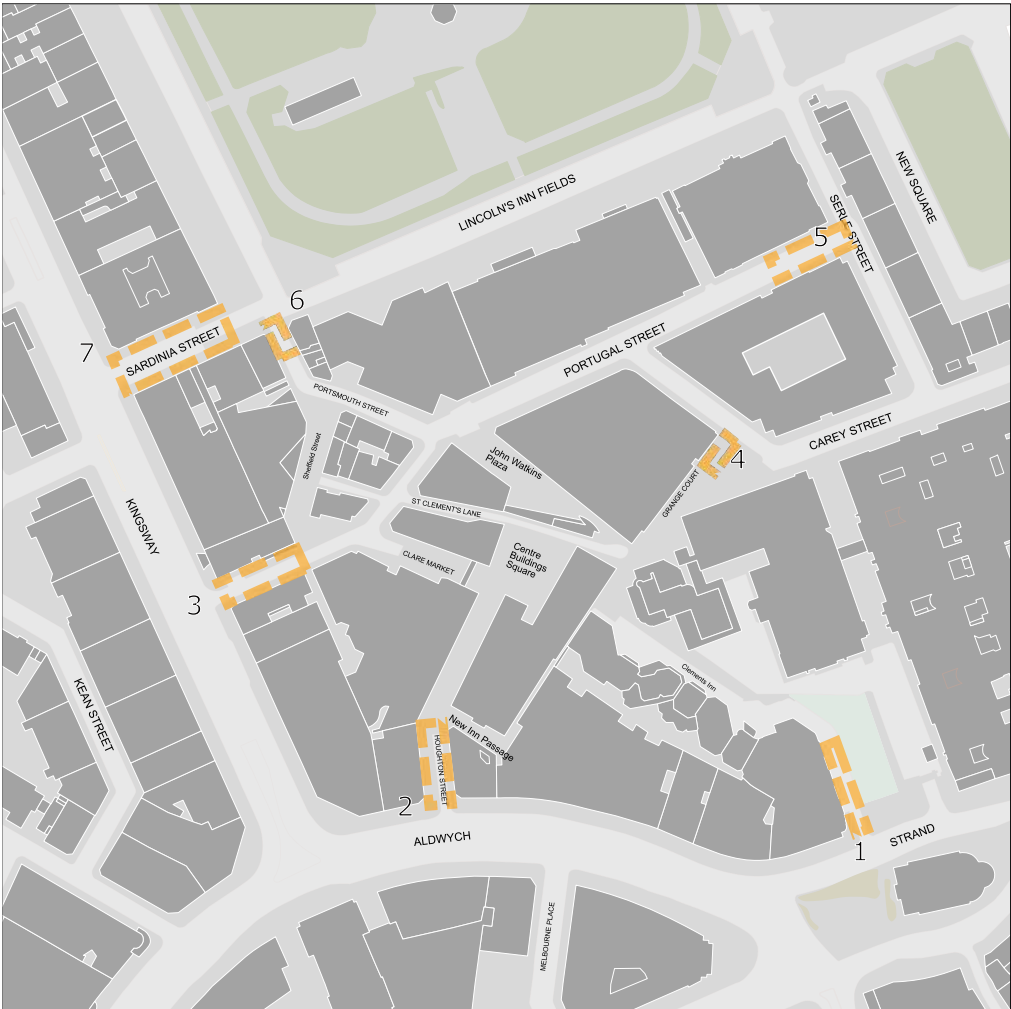 LINCOLN'S INN FIELDS
NEW SQUARE
SERLE STREET
5
6
7
SARDINIA STREET
PORTUGAL STREET
PORTSMOUTH STREET
CAREY STREET
Sheffield Street
John Watkins
Plaza
4
GRANGE COURT
KINGSWAY
ST CLEMENT'S LANE
CLARE MARKET
Centre
Buildings
Square
3
Clements Inn
KEAN STREET
New Inn Passage
HOUGHTON STREET
2
ALDWYCH
1
STRAND
MELBOURNE PLACE